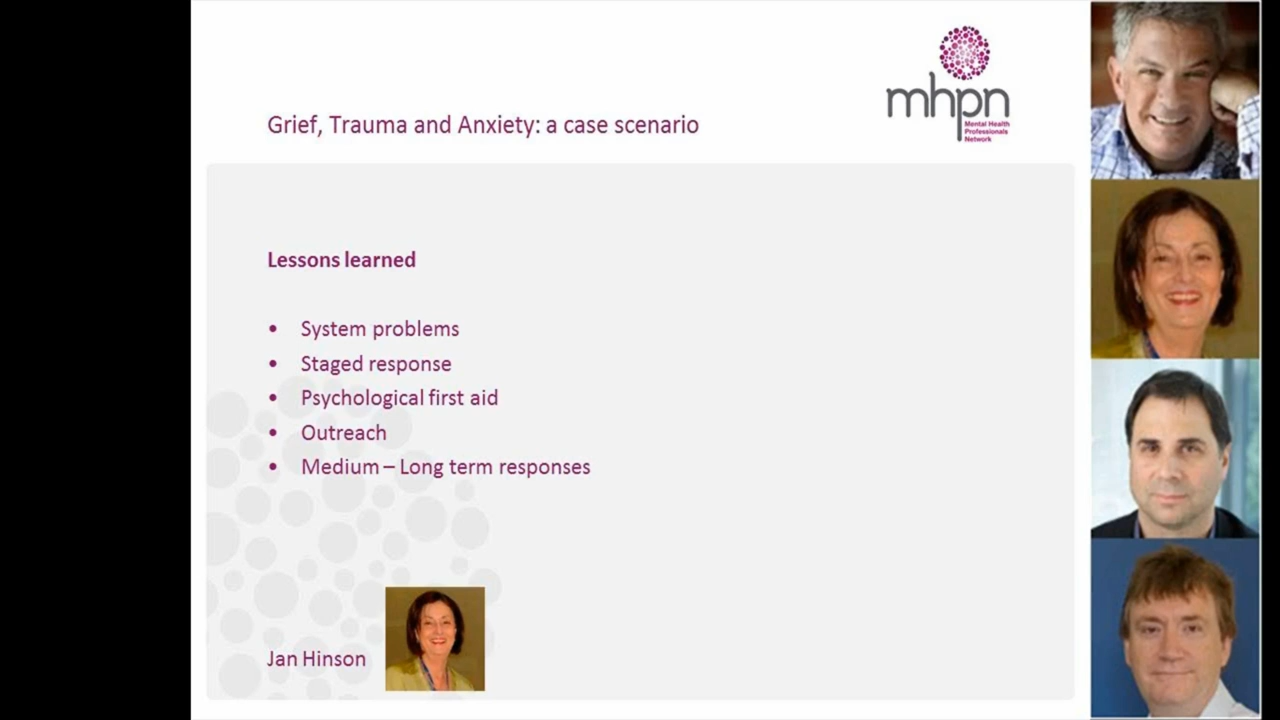 mhpn
Mental Health
Professionals
Network
Grief, Trauma and Anxiety: a case scenario
Lessons learned
• System problems
• Staged response
• Psychological first aid
• Outreach
• Medium – Long term responses
Jan Hinson